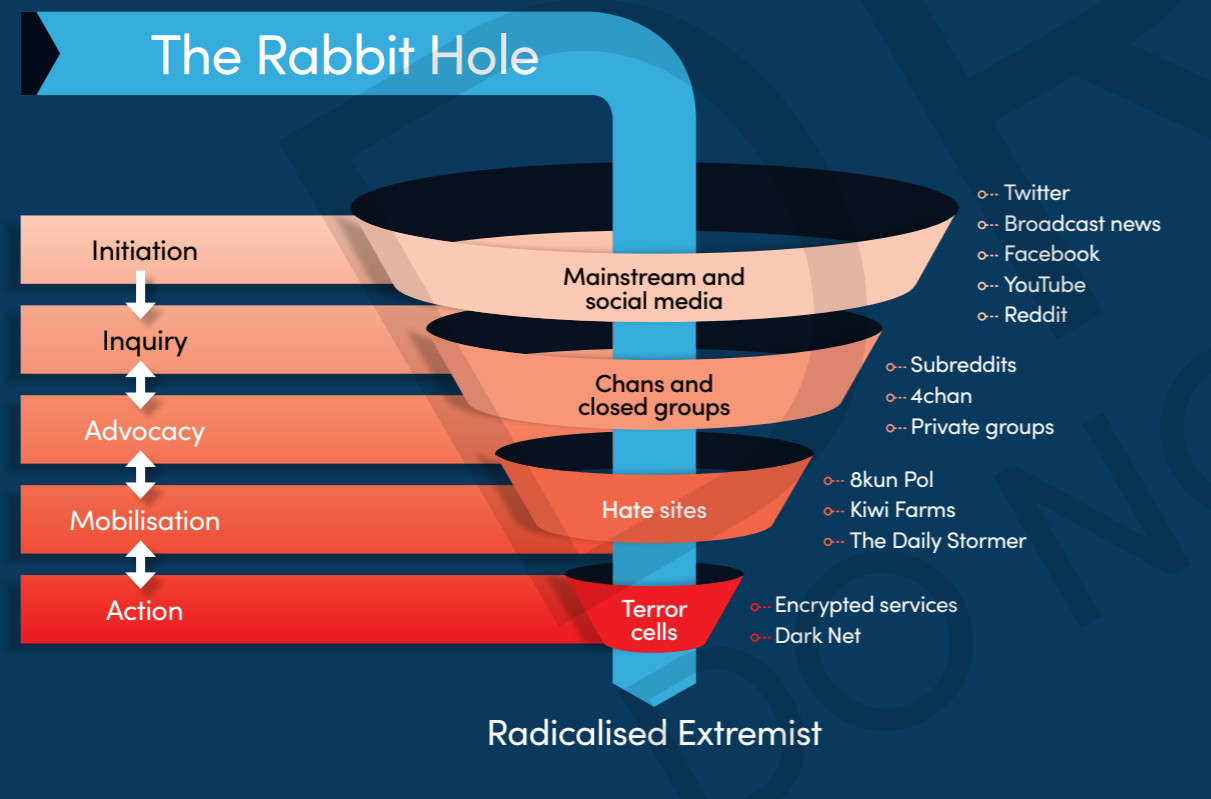 The Rabbit Hole
Initiation
Inquiry
Advocacy
Mobilisation
Action
Mainstream and
social media
Twitter
Broadcast news
Facebook
YouTube
Reddit
Chans and
closed groups
Subreddits
4chan
Private groups
Hate sites
8kun Pol
Kiwi Farms
The Daily Stormer
Terror
cells
Encrypted services
Dark Net
Radicalised Extremist
DO NO